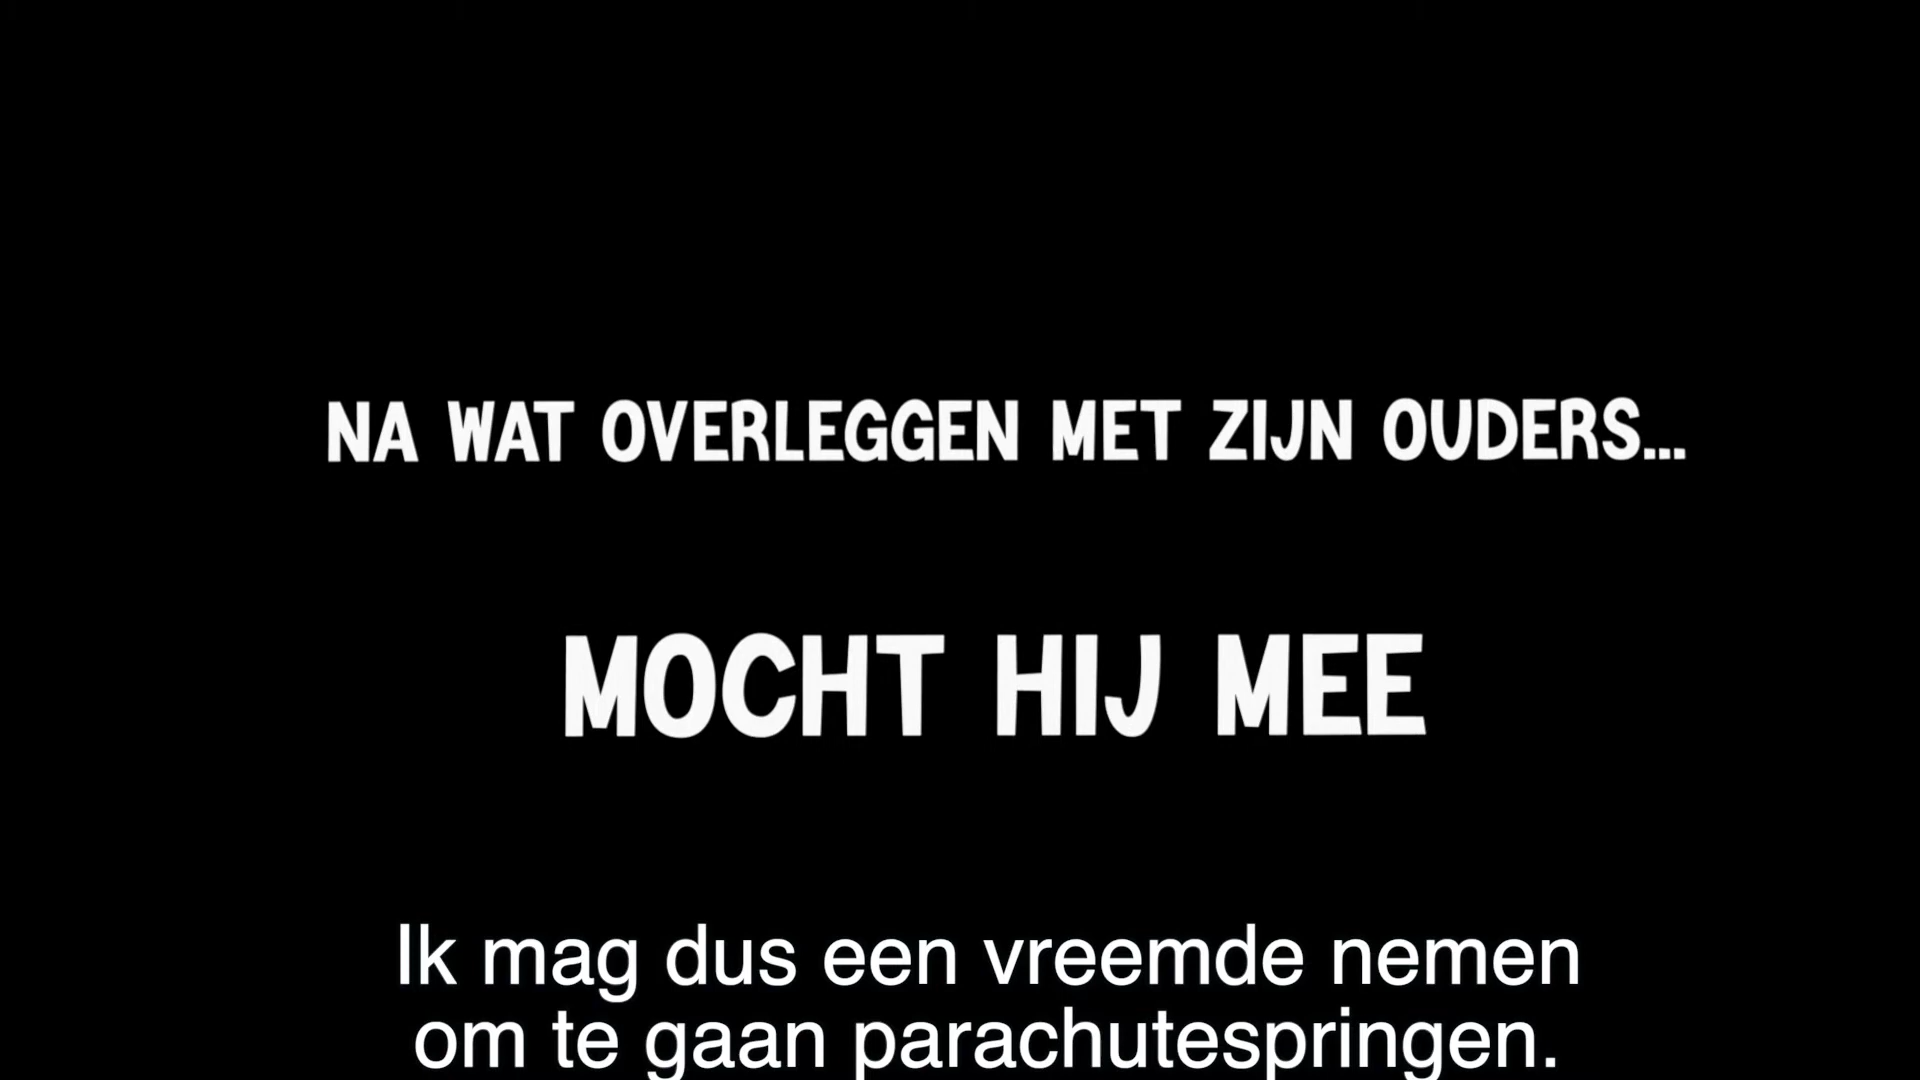 NA WAT OVERLEGGEN MET ZIJN OUDERS...
MOCHT HIJ MEE
Ik mag dus een vreemde nemen
om te gaan parachutespringen.